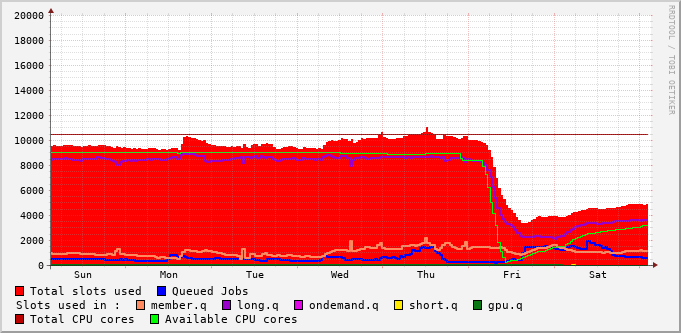 20000
18000
16000
14000
12000
10000
8000
6000
4000
2000
0
Sun Mon Tue Wed Thu Fri Sat
Total slots used Queued Jobs
Slots used in : member.q long.q ondemand.q short.q gpu.q
Total CPU cores Available CPU cores
RRDTOOL / TOBI OETIKER